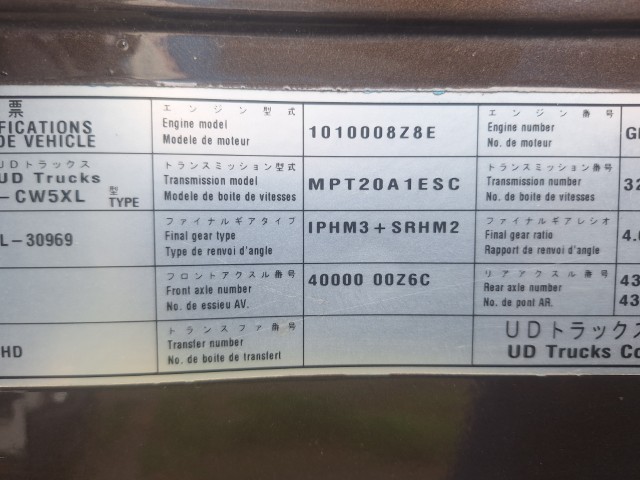 票
IFICATIONS
DE VEHICLE
エンジン型式
Engine model
Modele de moteur
1010008Z8E
エンジン番号
Engine number
No. de moteur
UDトラックス
UD Trucks
-CW5XL
型
TYPE
トランスミッション型式
Transmission model
Modele de boite de vitesses
MPT20A1ESC
トランスミッション番号
Transmission number
No. de boite de vitesses
32
L-30969
ファイナルギアタイプ
Final gear type
Type de renvoi d'angle
IPHM3+SRHM2
ファイナルギアレシオ
Final gear ratio
Rapport de renvoi d'angle
4.
フロントアクスル番号
Front axle number
No. de essieu AV.
40000 00Z6C
リアアクスル番号
Rear axle number
No. de pont AR.
43
43
HD
トランスファ番号
Transfer number
No. de boite de transfert
UDトラックス
UD Trucks Co